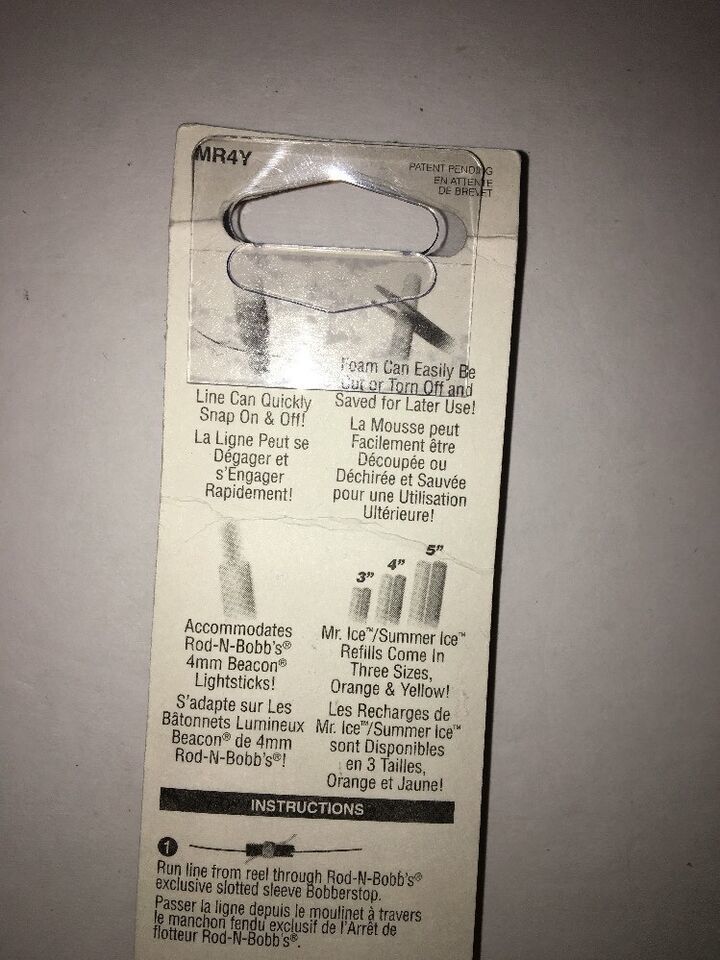 MR4Y
PATENT PENDING
EN ATTENTE
DE BREVET
Line Can Quickly
Snap On & Off!
La Ligne Peut se
Dégager et
s'Engager
Rapidement!
Foam Can Easily Be
Cut or Torn Off and
Saved for Later Use!
La Mousse peut
Facilement être
Découpée ou
Déchirée et Sauvée
pour une Utilisation
Ultérieure!
Accommodates
Rod-N-Bobb's®
4mm Beacon®
Lightsticks!
S'adapte sur Les
Bâtonnets Lumineux
Beacon® de 4mm
Rod-N-Bobb's®!
3" 4" 5"
Mr. Ice™/Summer Ice™
Refills Come In
Three Sizes,
Orange & Yellow!
Les Recharges de
Mr. Ice™/Summer Ice™
sont Disponibles
en 3 Tailles,
Orange et Jaune!
INSTRUCTIONS
1
Run line from reel through Rod-N-Bobb's®
exclusive slotted sleeve Bobberstop.
Passer la ligne depuis le moulinet à travers
le manchon fendu exclusif de l'Arrêt de
flotteur Rod-N-Bobb's®.